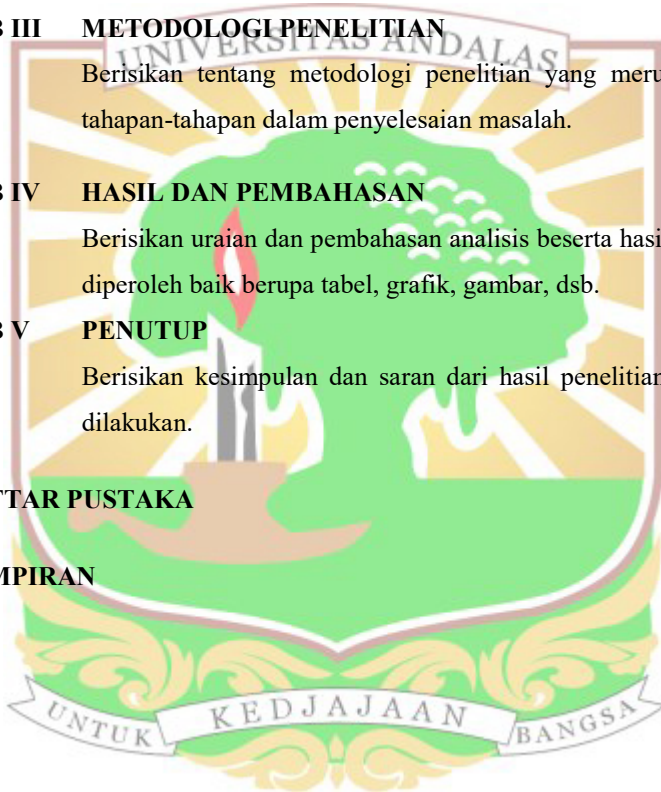 B III METODOLOGI PENELITIAN
UNIVERSITAS ANDALAS
Berisikan tentang metodologi penelitian yang meru
tahapan-tahapan dalam penyelesaian masalah.
B IV HASIL DAN PEMBAHASAN
Berisikan uraian dan pembahasan analisis beserta hasi
diperoleh baik berupa tabel, grafik, gambar, dsb.
B V PENUTUP
Berisikan kesimpulan dan saran dari hasil penelitian
dilakukan.
TAR PUSTAKA
MPIRAN
UNTUK KEDJAJAAN BANGSA